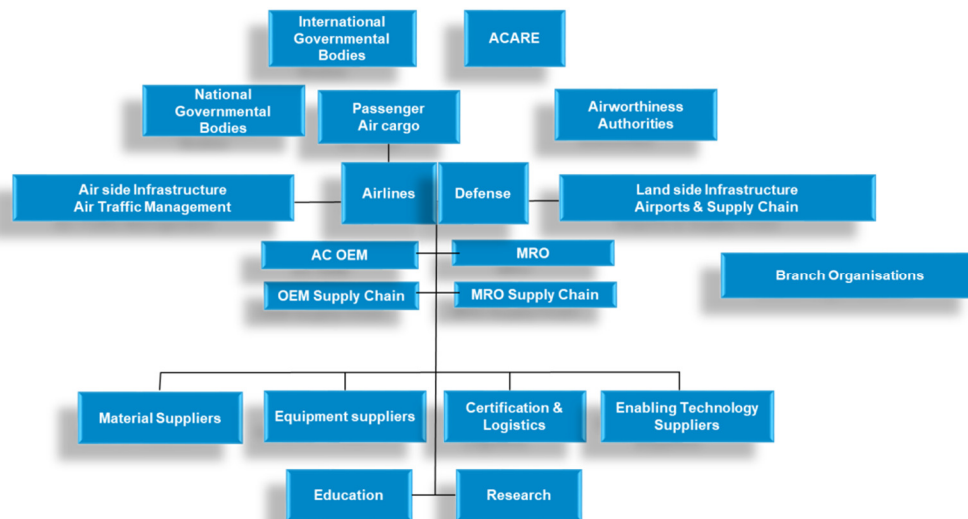 International
Governmental
Bodies
ACARE
National
Governmental
Bodies
Passenger
Air cargo
Airworthiness
Authorities
Air side Infrastructure
Air Traffic Management
Airlines
Defense
Land side Infrastructure
Airports & Supply Chain
AC OEM
MRO
Branch Organisations
OEM Supply Chain
MRO Supply Chain
Material Suppliers
Equipment suppliers
Certification &
Logistics
Enabling Technology
Suppliers
Education
Research